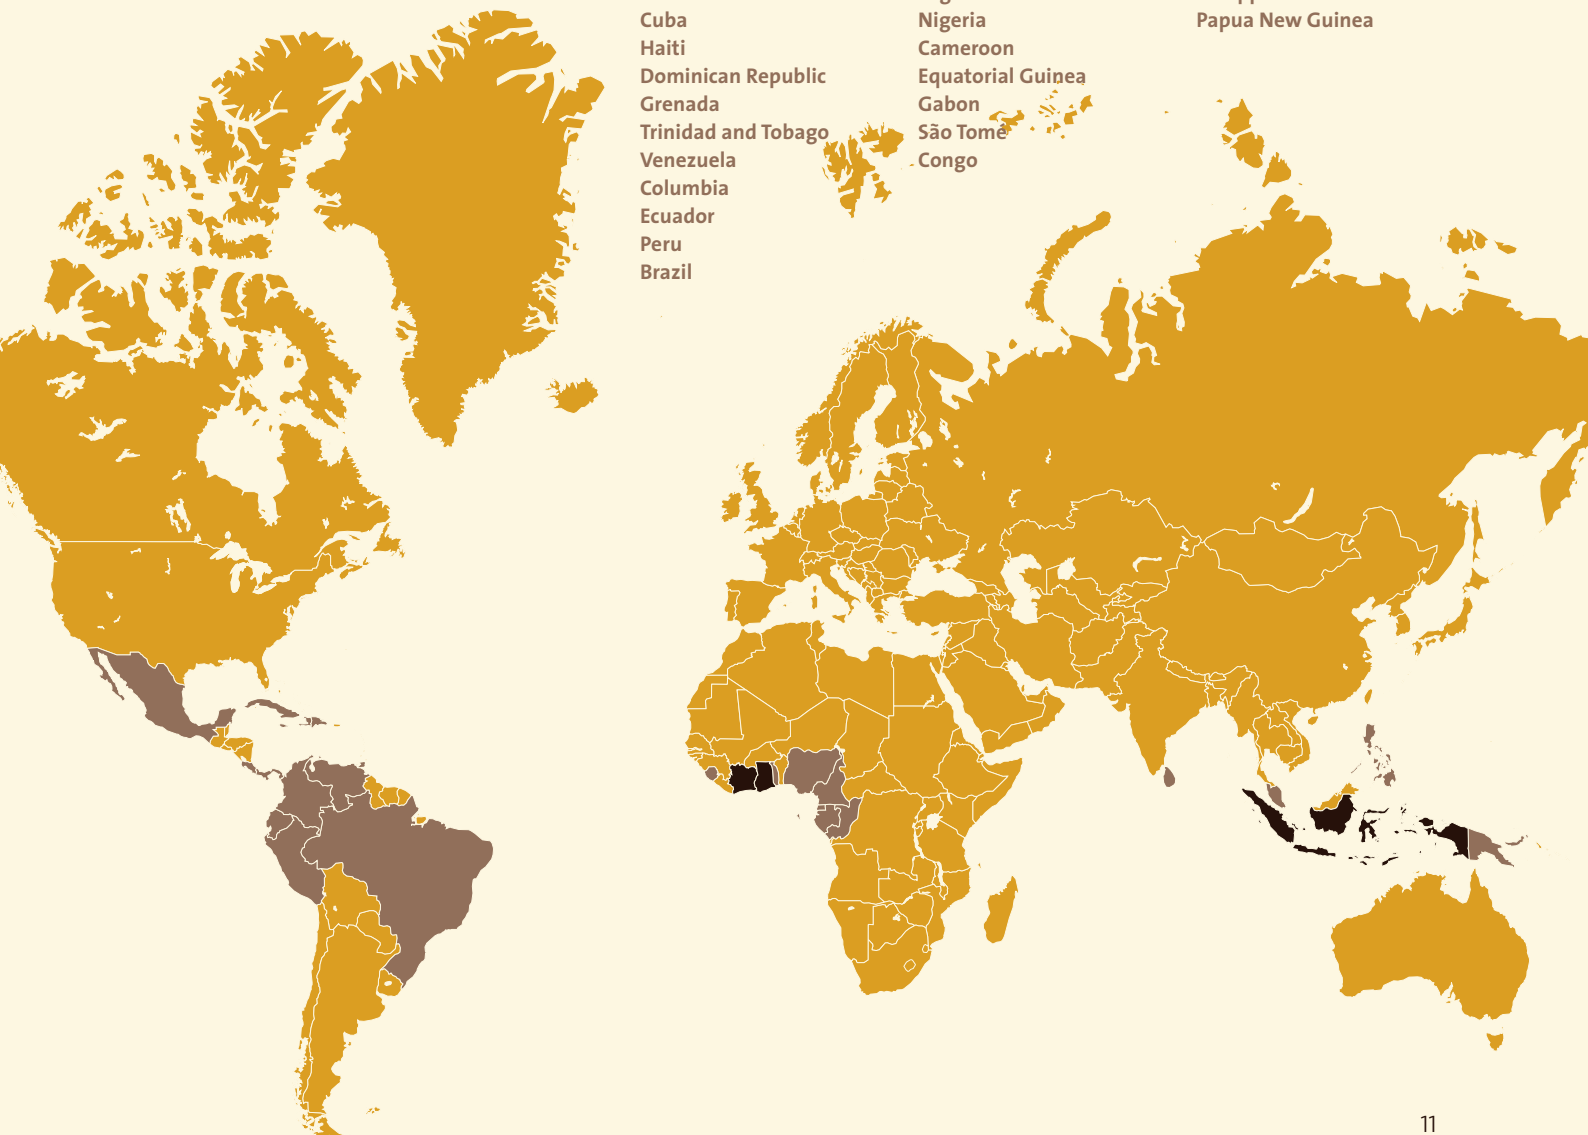 Cuba
Haiti
Dominican Republic
Grenada
Trinidad and Tobago
Venezuela
Columbia
Ecuador
Peru
Brazil
Nigeria
Cameroon
Equatorial Guinea
Gabon
São Tomé
Congo
Papua New Guinea
11